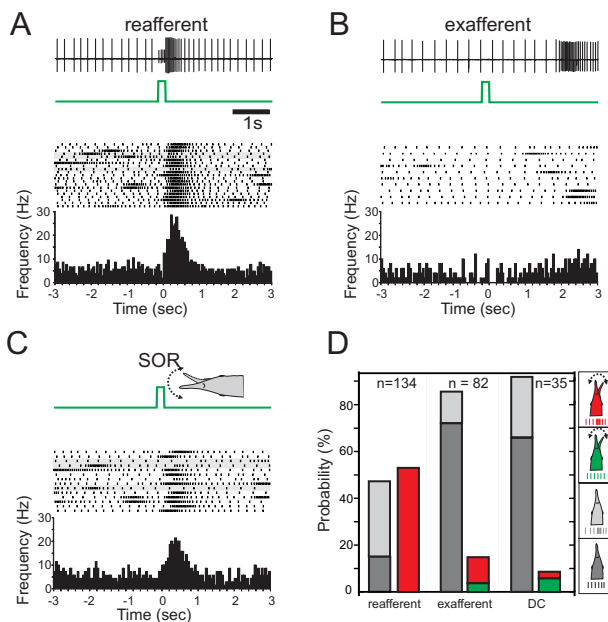 A
reafferent
1s
Frequency (Hz)
30
20
10
0
-3 -2 -1 0 1 2 3
Time (sec)
B
exafferent
Frequency (Hz)
30
20
10
0
-3 -2 -1 0 1 2 3
Time (sec)
C
SOR
Frequency (Hz)
30
20
10
0
-3 -2 -1 0 1 2 3
Time (sec)
D
n=134 n = 82 n=35
Probability (%)
80
60
40
20
0
reafferent exafferent DC